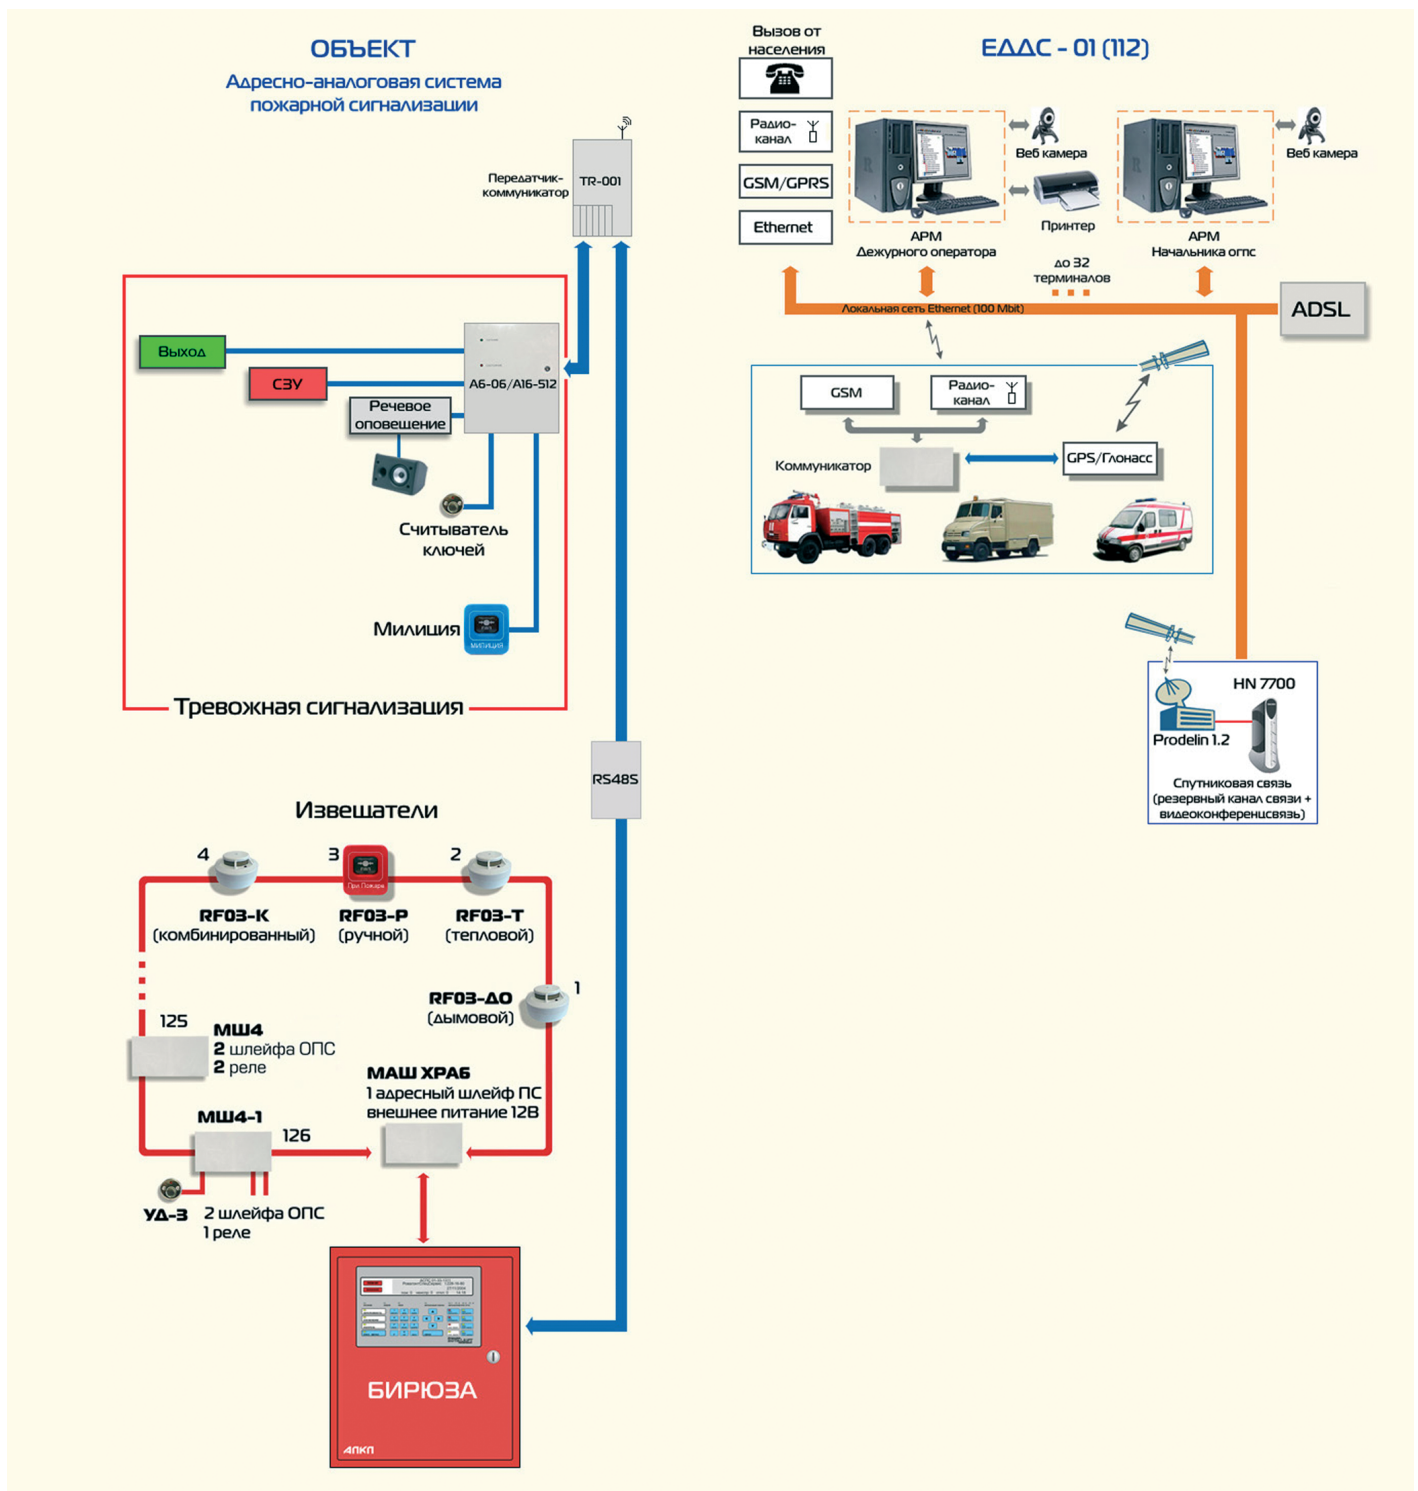 ОБЪЕКТ
Адресно-аналоговая система
пожарной сигнализации
Передатчик-
коммуникатор
TR-001
Выход
СЗУ
Речевое
оповещение
А6-06/А16-512
Считыватель
ключей
Милиция
МИЛИЦИЯ
Тревожная сигнализация
RS485
Извещатели
4
3
2
При Пожаре
RF03-К
(комбинированный)
RF03-Р
(ручной)
RF03-Т
(тепловой)
1
RF03-ДО
(дымовой)
125
МШ4
2 шлейфа ОПС
2 реле
МАШ ХРА6
1 адресный шлейф ПС
внешнее питание 12В
МШ4-1
126
УД-3
2 шлейфа ОПС
1 реле
БИРЮЗА
АПКП
ЕДДС - 01 (112)
Вызов от
населения
Радио-
канал
GSM/GPRS
Ethernet
Веб камера
Принтер
АРМ
Дежурного оператора
до 32
терминалов
Веб камера
АРМ
Начальника огпс
Локальная сеть Ethernet (100 Mbit)
ADSL
GSM
Радио-
канал
Коммуникатор
GPS/Глонасс
HN 7700
Prodelin 1.2
Спутниковая связь
(резервный канал связи +
видеоконференцсвязь)